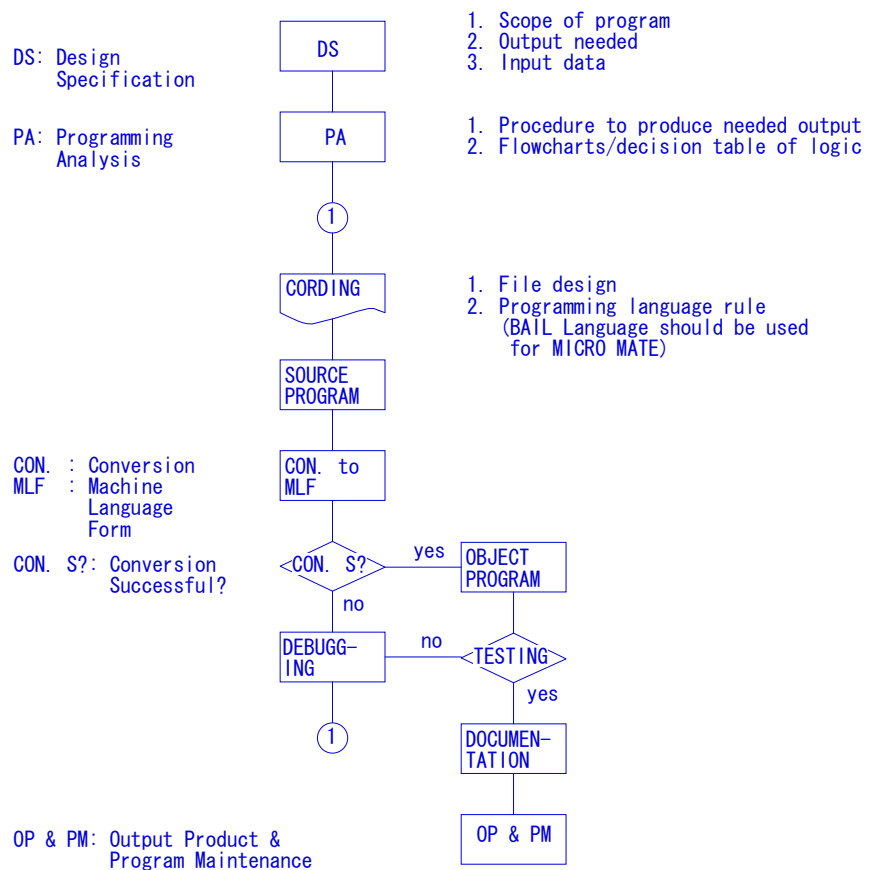 DS: Design
Specification
DS
1. Scope of program
2. Output needed
3. Input data
PA: Programming
Analysis
PA
1. Procedure to produce needed output
2. Flowcharts/decision table of logic
1
CORDING
1. File design
2. Programming language rule
(BAIL Language should be used
for MICRO MATE)
SOURCE
PROGRAM
CON. : Conversion
MLF : Machine
Language
Form
CON. to
MLF
CON. S?: Conversion
Successful?
CON. S?
yes
OBJECT
PROGRAM
no
DEBUGG-
ING
no
TESTING
yes
1
DOCUMEN-
TATION
OP & PM: Output Product &
Program Maintenance
OP & PM